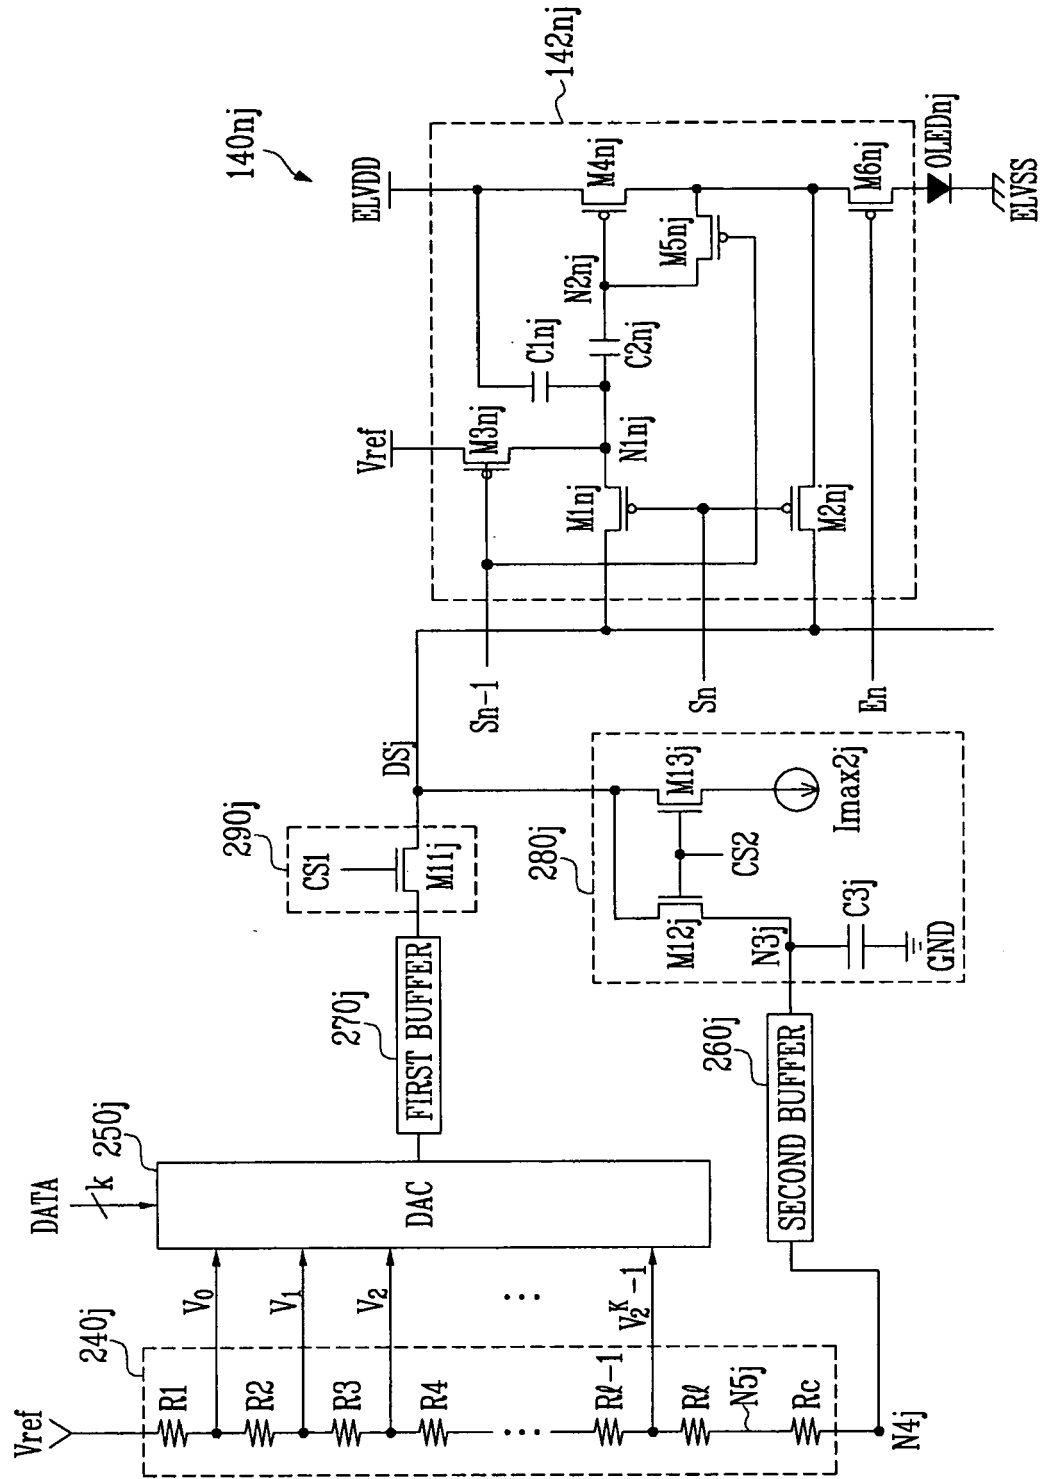 140nj
142nj
ELVDD
Vref
M3nj
C1nj
N2nj
M4nj
N1nj
C2nj
M5nj
M1nj
M2nj
M6nj
OLEDnj
ELVSS
Sn-1
Sn
En
DSj
290j
CS1
M11j
280j
M13j
M12j
CS2
Imax2j
N3j
C3j
GND
270j
FIRST BUFFER
260j
SECOND BUFFER
DATA
k
250j
DAC
V0
V1
V2
...
V2K-1
240j
Vref
R1
R2
R3
R4
...
Rℓ-1
Rℓ
N5j
Rc
N4j